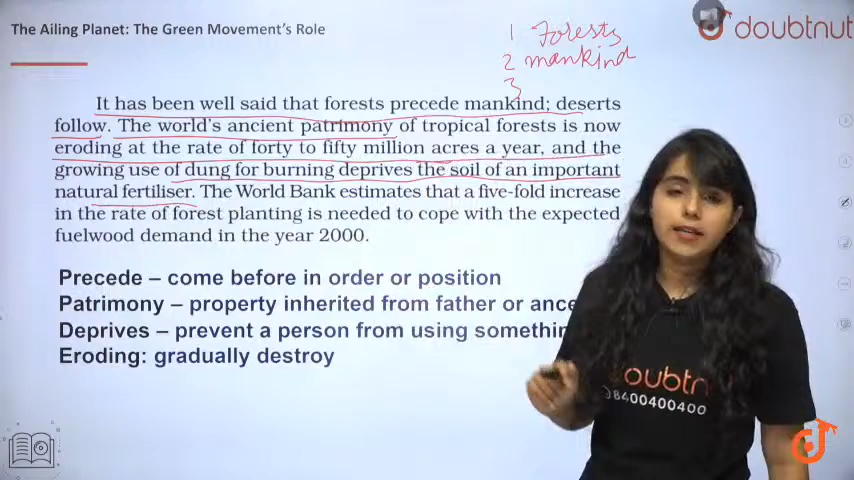 The Ailing Planet: The Green Movement's Role
1 Forests
2 mankind
3
doubtnut
It has been well said that forests precede mankind; deserts
follow. The world's ancient patrimony of tropical forests is now
eroding at the rate of forty to fifty million acres a year, and the
growing use of dung for burning deprives the soil of an important
natural fertiliser. The World Bank estimates that a five-fold increase
in the rate of forest planting is needed to cope with the expected
fuelwood demand in the year 2000.
Precede – come before in order or position
Patrimony – property inherited from father or ance
Deprives – prevent a person from using somethin
Eroding: gradually destroy
doubtn
8400400400